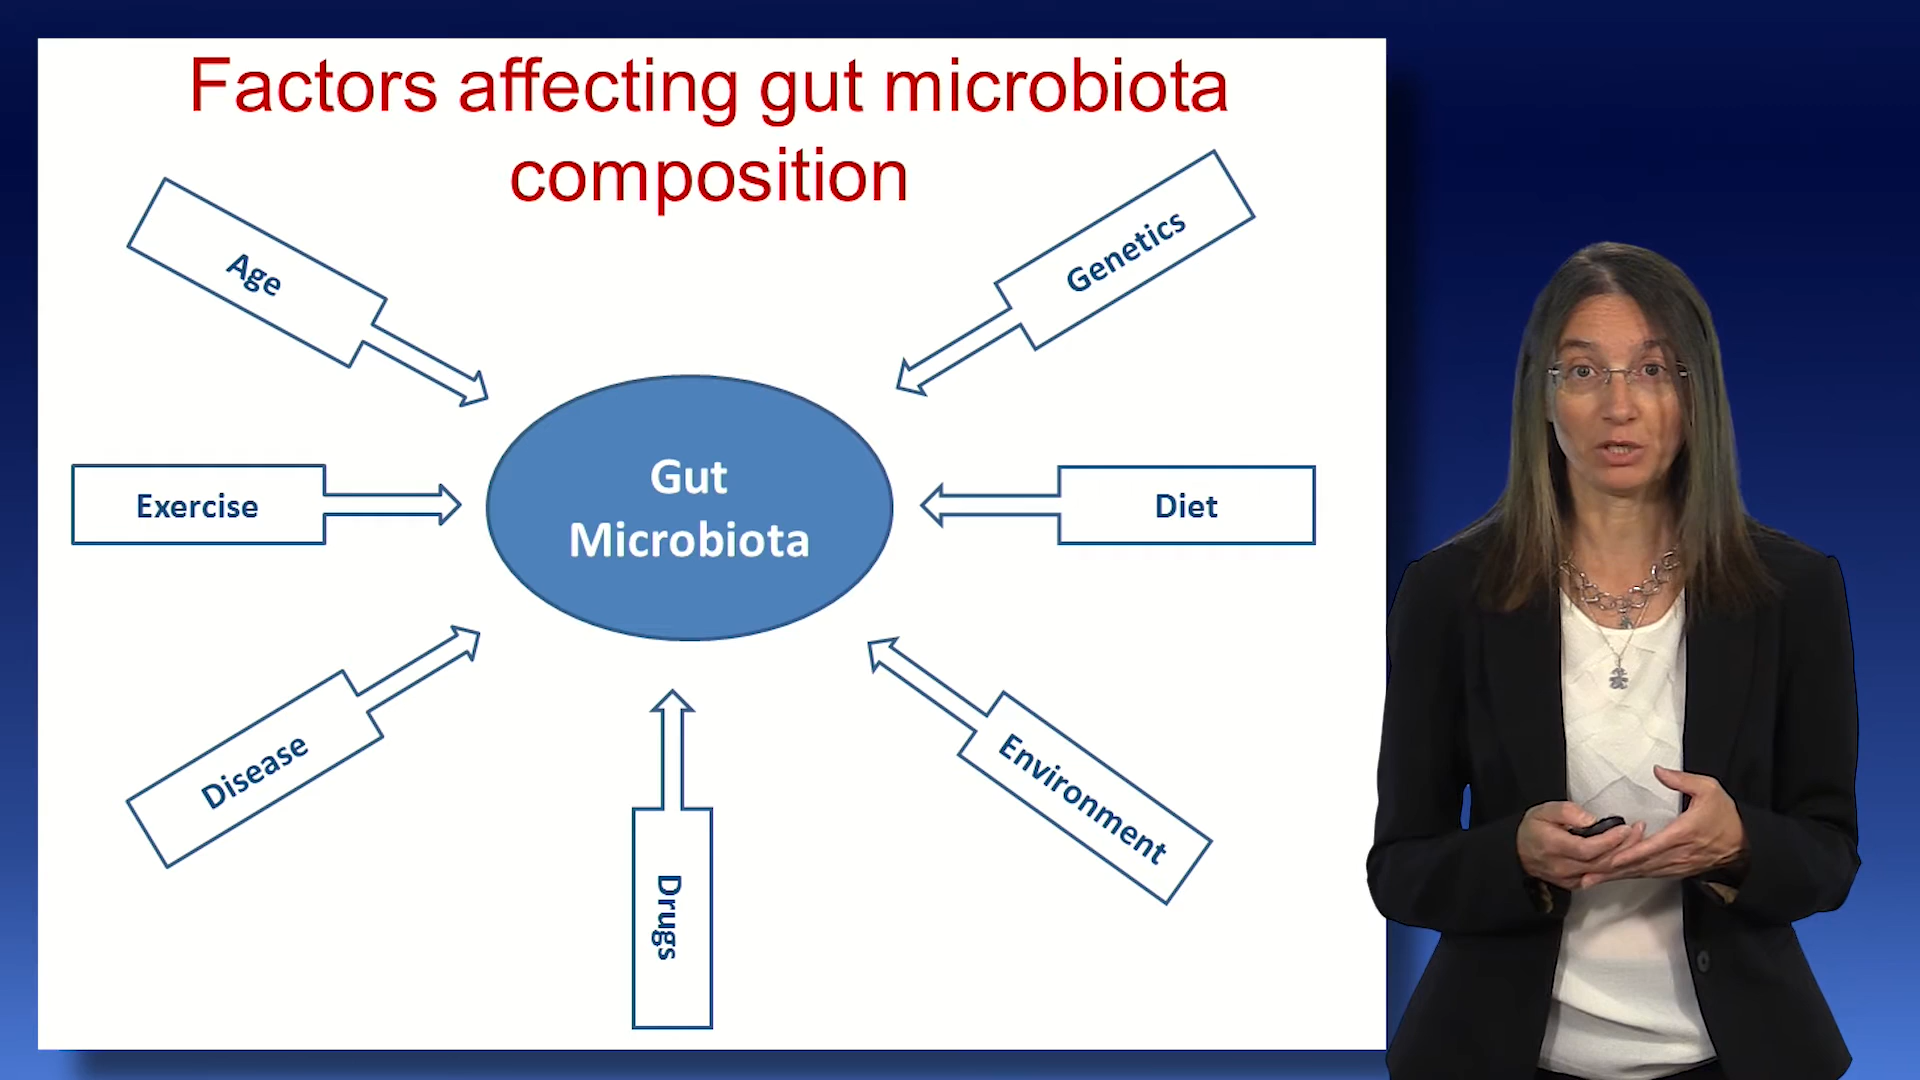 Factors affecting gut microbiota
composition
Age
Genetics
Exercise
Gut
Microbiota
Diet
Disease
Environment
Drugs